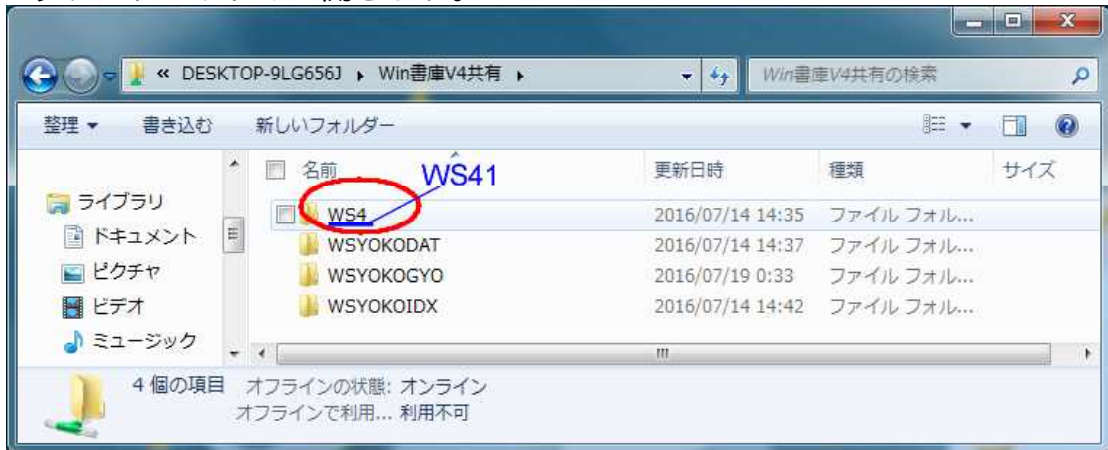 « DESKTOP-9LG656J ▸ Win書庫V4共有 ▸
Win書庫V4共有の検索
整理 ▼ 書き込む 新しいフォルダー
名前 更新日時 種類 サイズ
WS41
ライブラリ
ドキュメント
ピクチャ
ビデオ
ミュージック
WS4 2016/07/14 14:35 ファイル フォル...
WSYOKODAT 2016/07/14 14:37 ファイル フォル...
WSYOKOGYO 2016/07/19 0:33 ファイル フォル...
WSYOKOIDX 2016/07/14 14:42 ファイル フォル...
4 個の項目 オフラインの状態: オンライン
オフラインで利用... 利用不可